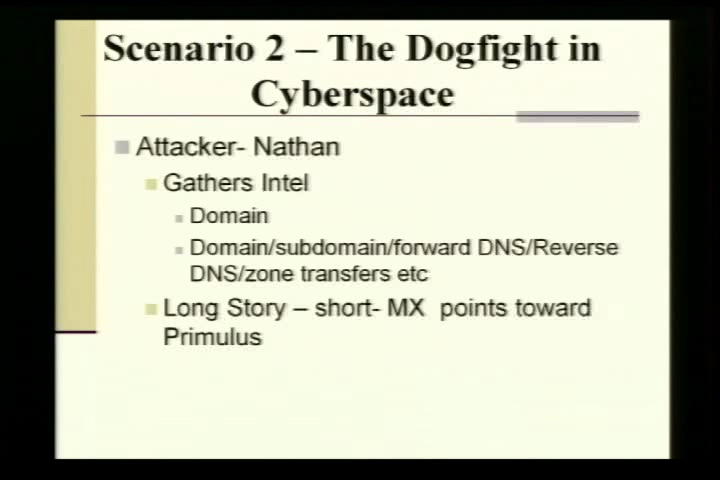 Scenario 2 – The Dogfight in
Cyberspace
Attacker- Nathan
Gathers Intel
Domain
Domain/subdomain/forward DNS/Reverse
DNS/zone transfers etc
Long Story – short- MX points toward
Primulus